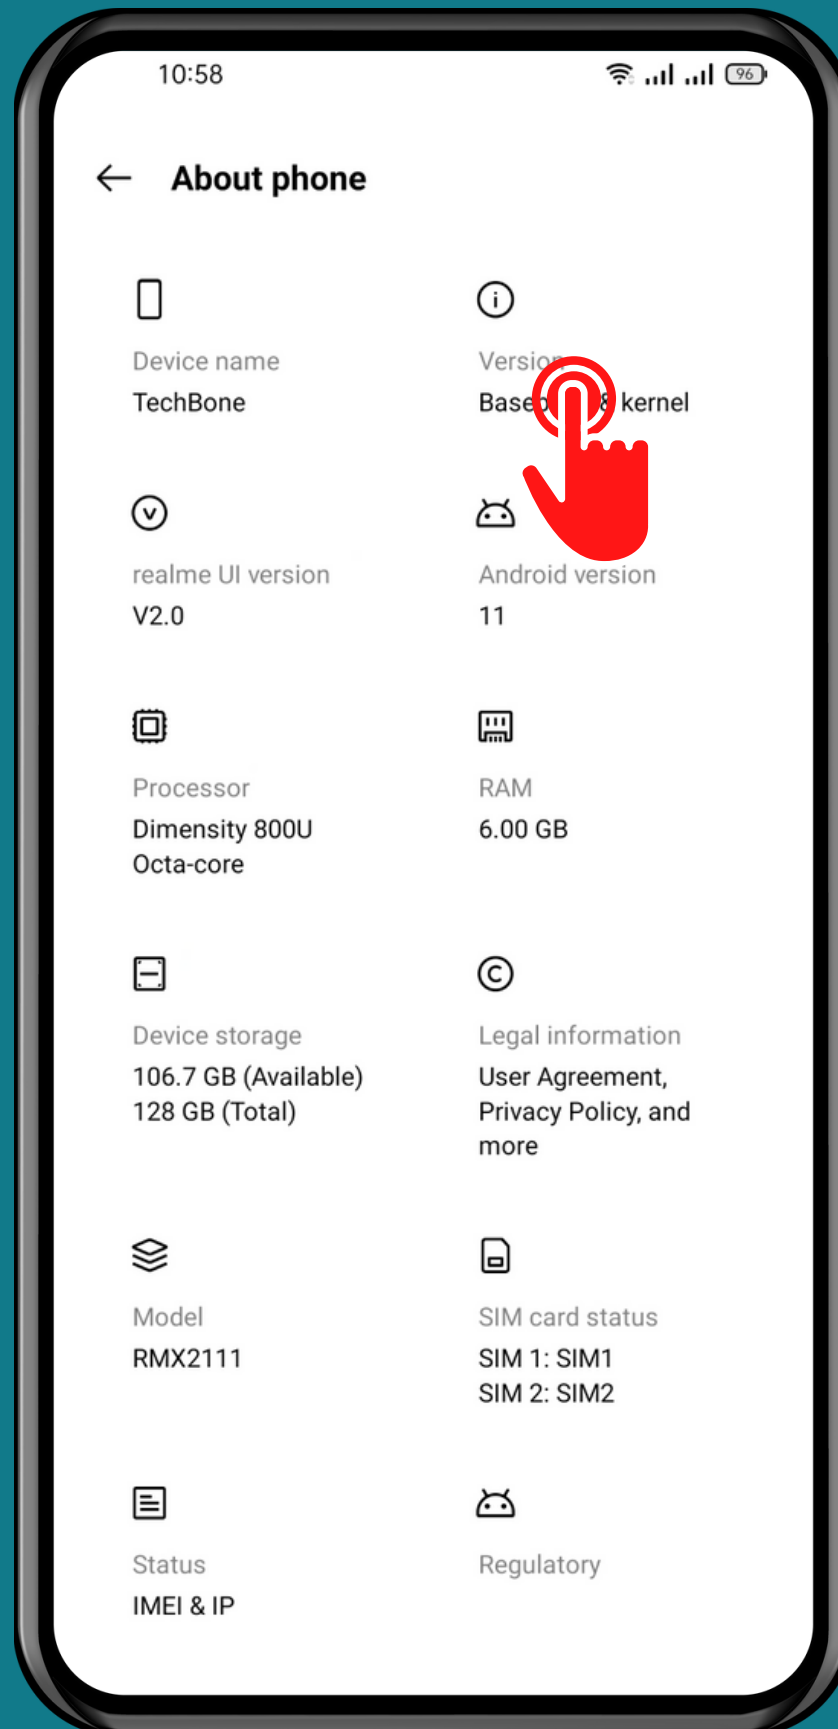 10:58
96
About phone
Device name
TechBone
Version
kernel
realme UI version
V2.0
Android version
11
Processor
Dimensity 800U
Octa-core
RAM
6.00 GB
Device storage
106.7 GB (Available)
128 GB (Total)
Legal information
User Agreement,
Privacy Policy, and
more
Model
RMX2111
SIM card status
SIM 1: SIM1
SIM 2: SIM2
Status
IMEI & IP
Regulatory